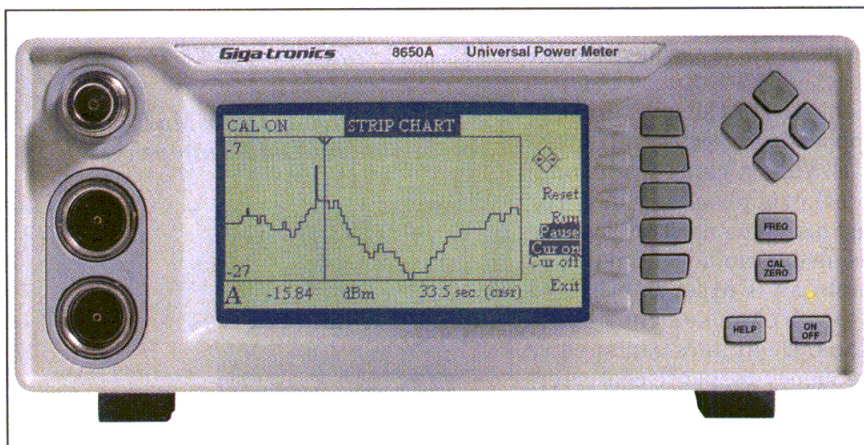 Giga-tronics 8650A Universal Power Meter
CAL ON STRIP CHART
-7
Reset
Run
Pause
Cur on
Cur off
-27
Exit
A -15.84 dBm 33.5 sec. (crsr)
FREQ
CAL
ZERO
HELP
ON
OFF